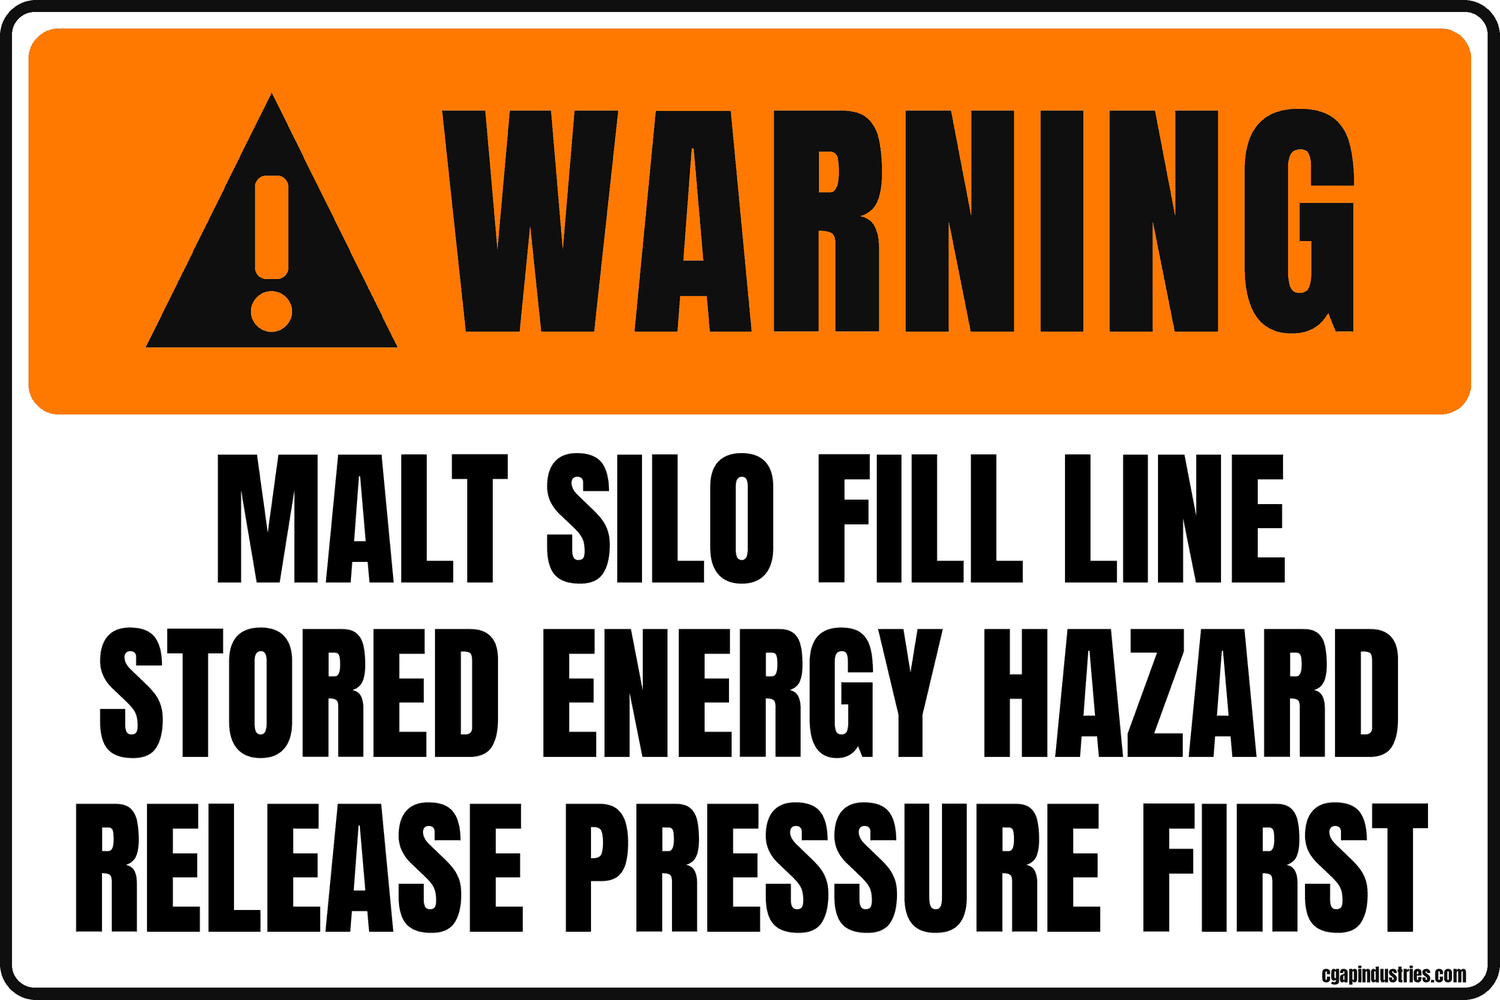 WARNING
MALT SILO FILL LINE
STORED ENERGY HAZARD
RELEASE PRESSURE FIRST
cgapindustries.com